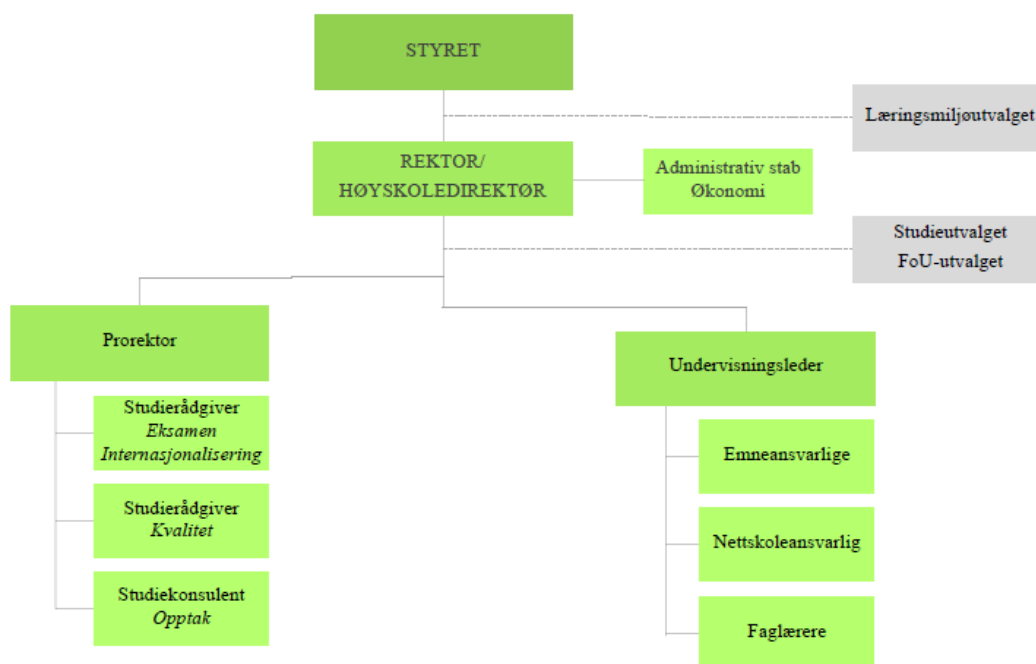 STYRET
Læringsmiljøutvalget
REKTOR/
HØYSKOLEDIREKTØR
Administrativ stab
Økonomi
Studieutvalget
FoU-utvalget
Prorektor
Studierådgiver
Eksamen
Internasjonalisering
Studierådgiver
Kvalitet
Studiekonsulent
Opptak
Undervisningsleder
Emneansvarlige
Nettskoleansvarlig
Faglærere